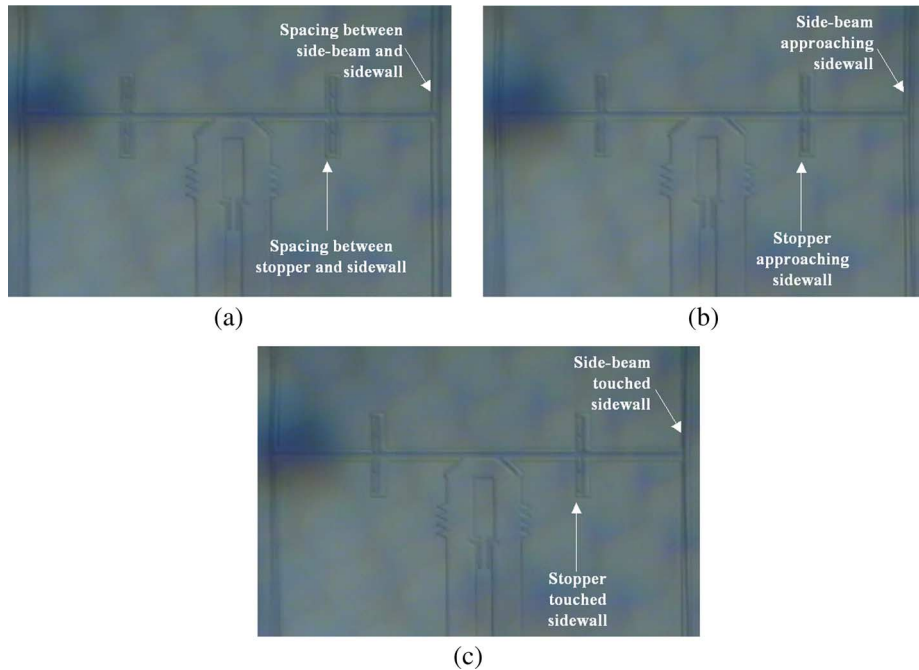 Spacing between
side-beam and
sidewall
Spacing between
stopper and sidewall
(a)
Side-beam
approaching
sidewall
Stopper
approaching
sidewall
(b)
Side-beam
touched
sidewall
Stopper
touched
sidewall
(c)